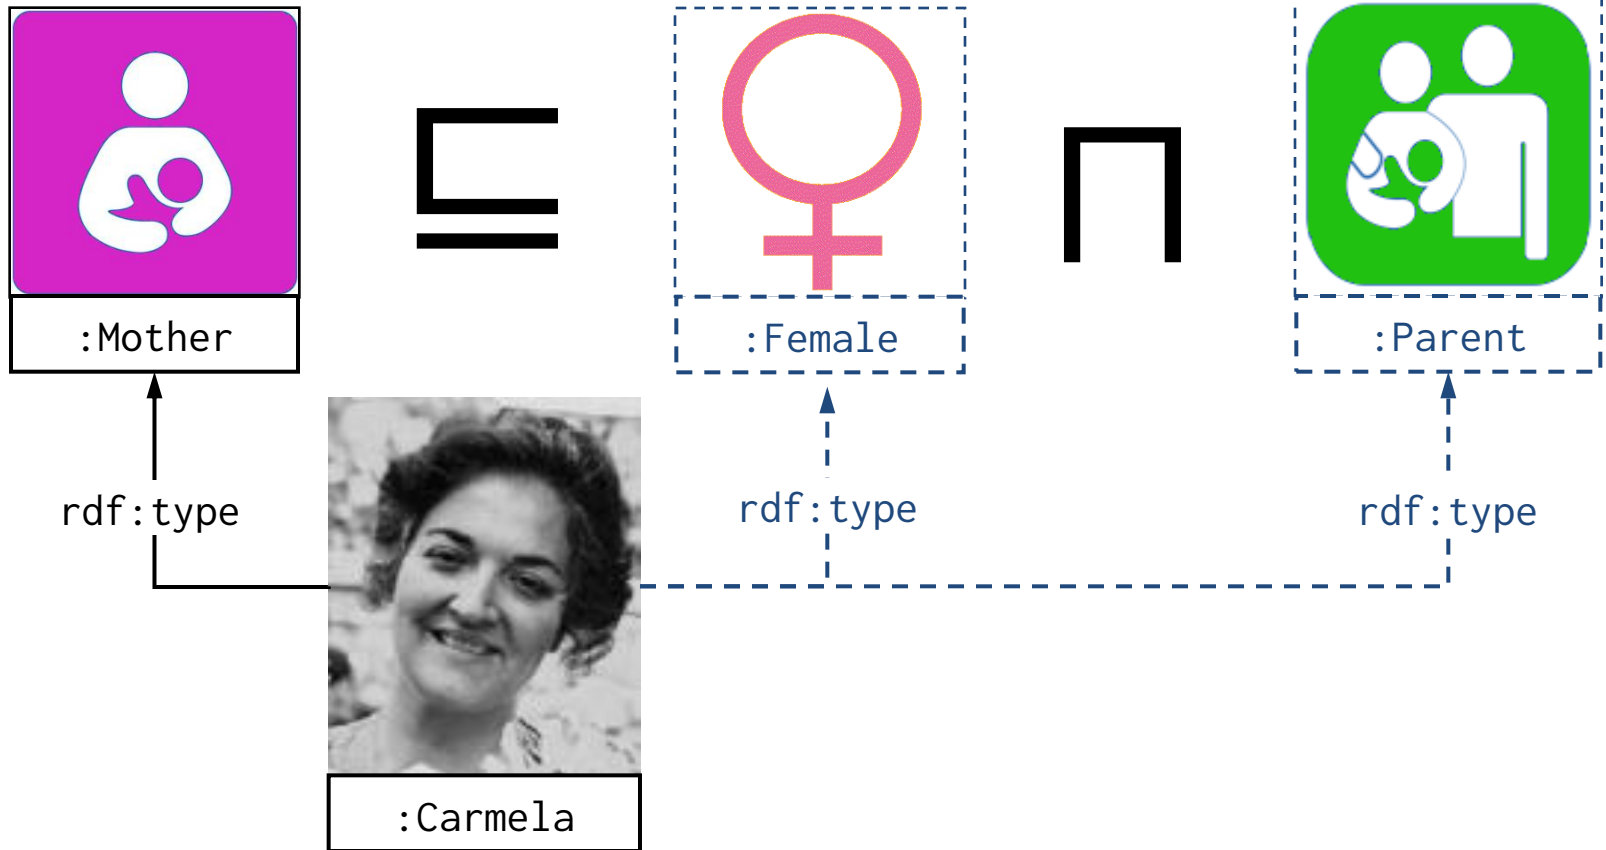 ⊑
⊓
:Mother
:Female
:Parent
rdf:type
rdf:type
rdf:type
:Carmela